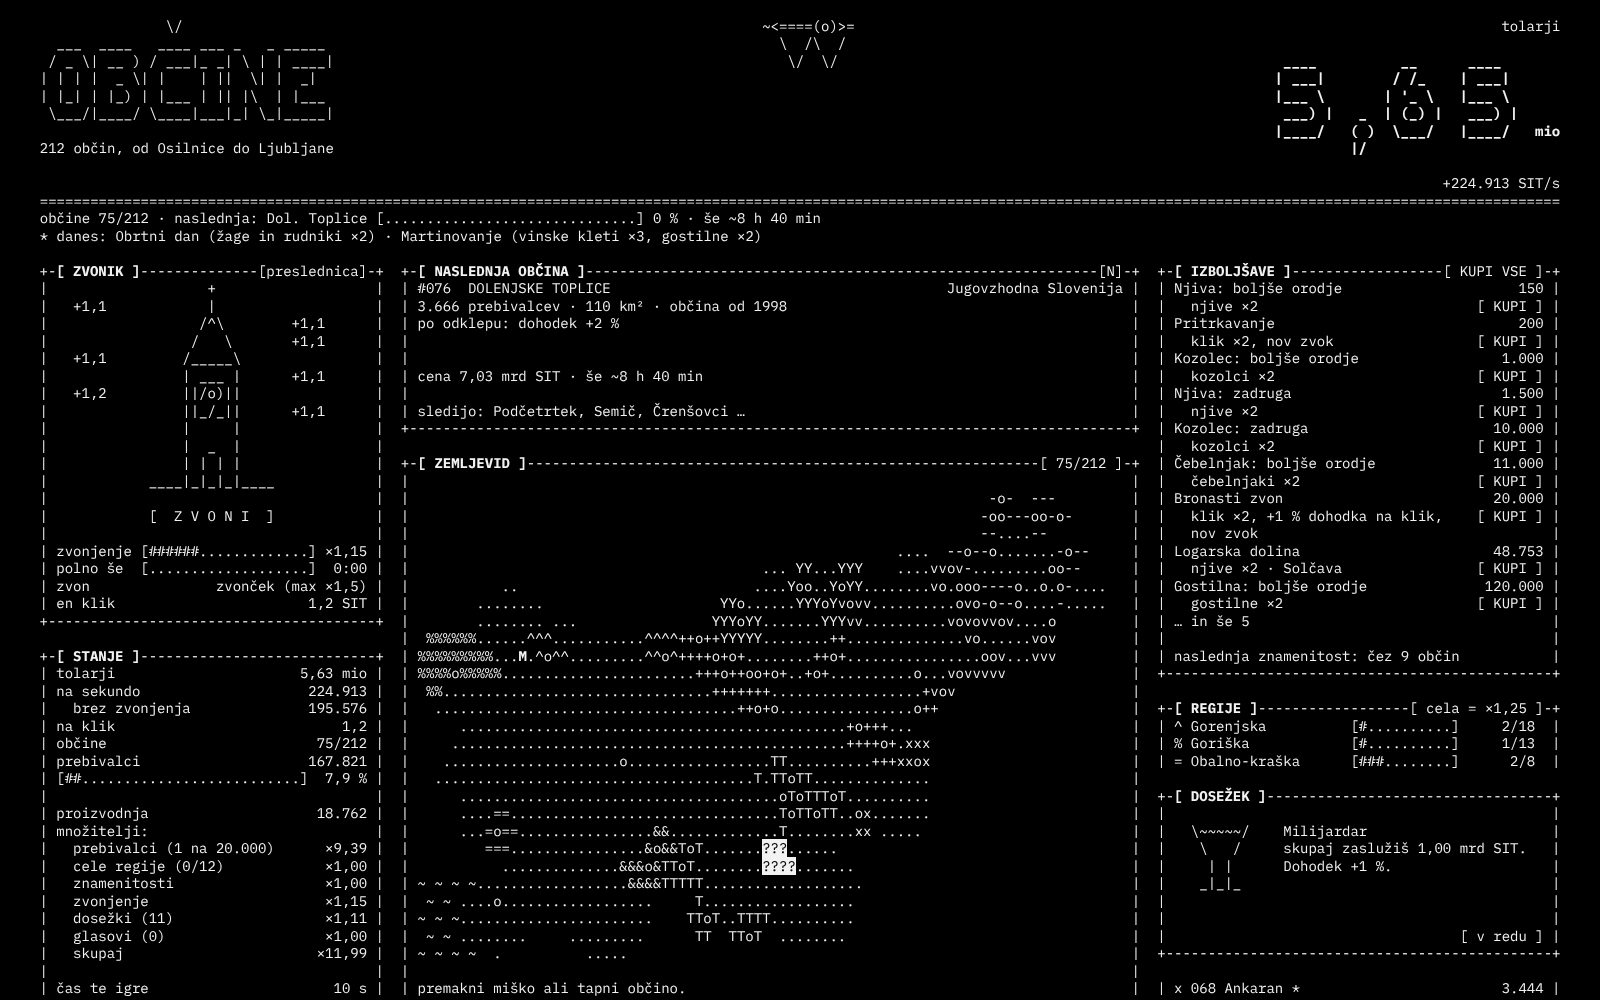 OBČINE
tolarji
5,65 mio
212 občin, od Osilnice do Ljubljane
+224.913 SIT/s
občine 75/212 · naslednja: Dol. Toplice [..............................] 0 % · še ~8 h 40 min
* danes: Obrtni dan (žage in rudniki ×2) · Martinovanje (vinske kleti ×3, gostilne ×2)
[ ZVONIK ] [preslednica]
+1,1
+1,1
+1,1
+1,1
+1,1
+1,2
+1,1
[ Z V O N I ]
zvonjenje [######.............] ×1,15
polno še [...................] 0:00
zvon zvonček (max ×1,5)
en klik 1,2 SIT
[ STANJE ]
tolarji 5,63 mio
na sekundo 224.913
brez zvonjenja 195.576
na klik 1,2
občine 75/212
prebivalci 167.821
[##..........................] 7,9 %
proizvodnja 18.762
množitelji:
prebivalci (1 na 20.000) ×9,39
cele regije (0/12) ×1,00
znamenitosti ×1,00
zvonjenje ×1,15
dosežki (11) ×1,11
glasovi (0) ×1,00
skupaj ×11,99
čas te igre 10 s
[ NASLEDNJA OBČINA ] [N]
#076 DOLENJSKE TOPLICE Jugovzhodna Slovenija
3.666 prebivalcev · 110 km² · občina od 1998
po odklepu: dohodek +2 %
cena 7,03 mrd SIT · še ~8 h 40 min
sledijo: Podčetrtek, Semič, Črenšovci …
[ ZEMLJEVID ] [ 75/212 ]
premakni miško ali tapni občino.
[ IZBOLJŠAVE ] [ KUPI VSE ]
Njiva: boljše orodje 150
njive ×2 [ KUPI ]
Pritrkavanje 200
klik ×2, nov zvok [ KUPI ]
Kozolec: boljše orodje 1.000
kozolci ×2 [ KUPI ]
Njiva: zadruga 1.500
njive ×2 [ KUPI ]
Kozolec: zadruga 10.000
kozolci ×2 [ KUPI ]
Čebelnjak: boljše orodje 11.000
čebelnjaki ×2 [ KUPI ]
Bronasti zvon 20.000
klik ×2, +1 % dohodka na klik, [ KUPI ]
nov zvok
Logarska dolina 48.753
njive ×2 · Solčava [ KUPI ]
Gostilna: boljše orodje 120.000
gostilne ×2 [ KUPI ]
… in še 5
naslednja znamenitost: čez 9 občin
[ REGIJE ] [ cela = ×1,25 ]
^ Gorenjska [#..........] 2/18
% Goriška [#..........] 1/13
= Obalno-kraška [###........] 2/8
[ DOSEŽEK ]
Milijardar
skupaj zaslužiš 1,00 mrd SIT.
Dohodek +1 %.
[ v redu ]
x 068 Ankaran * 3.444